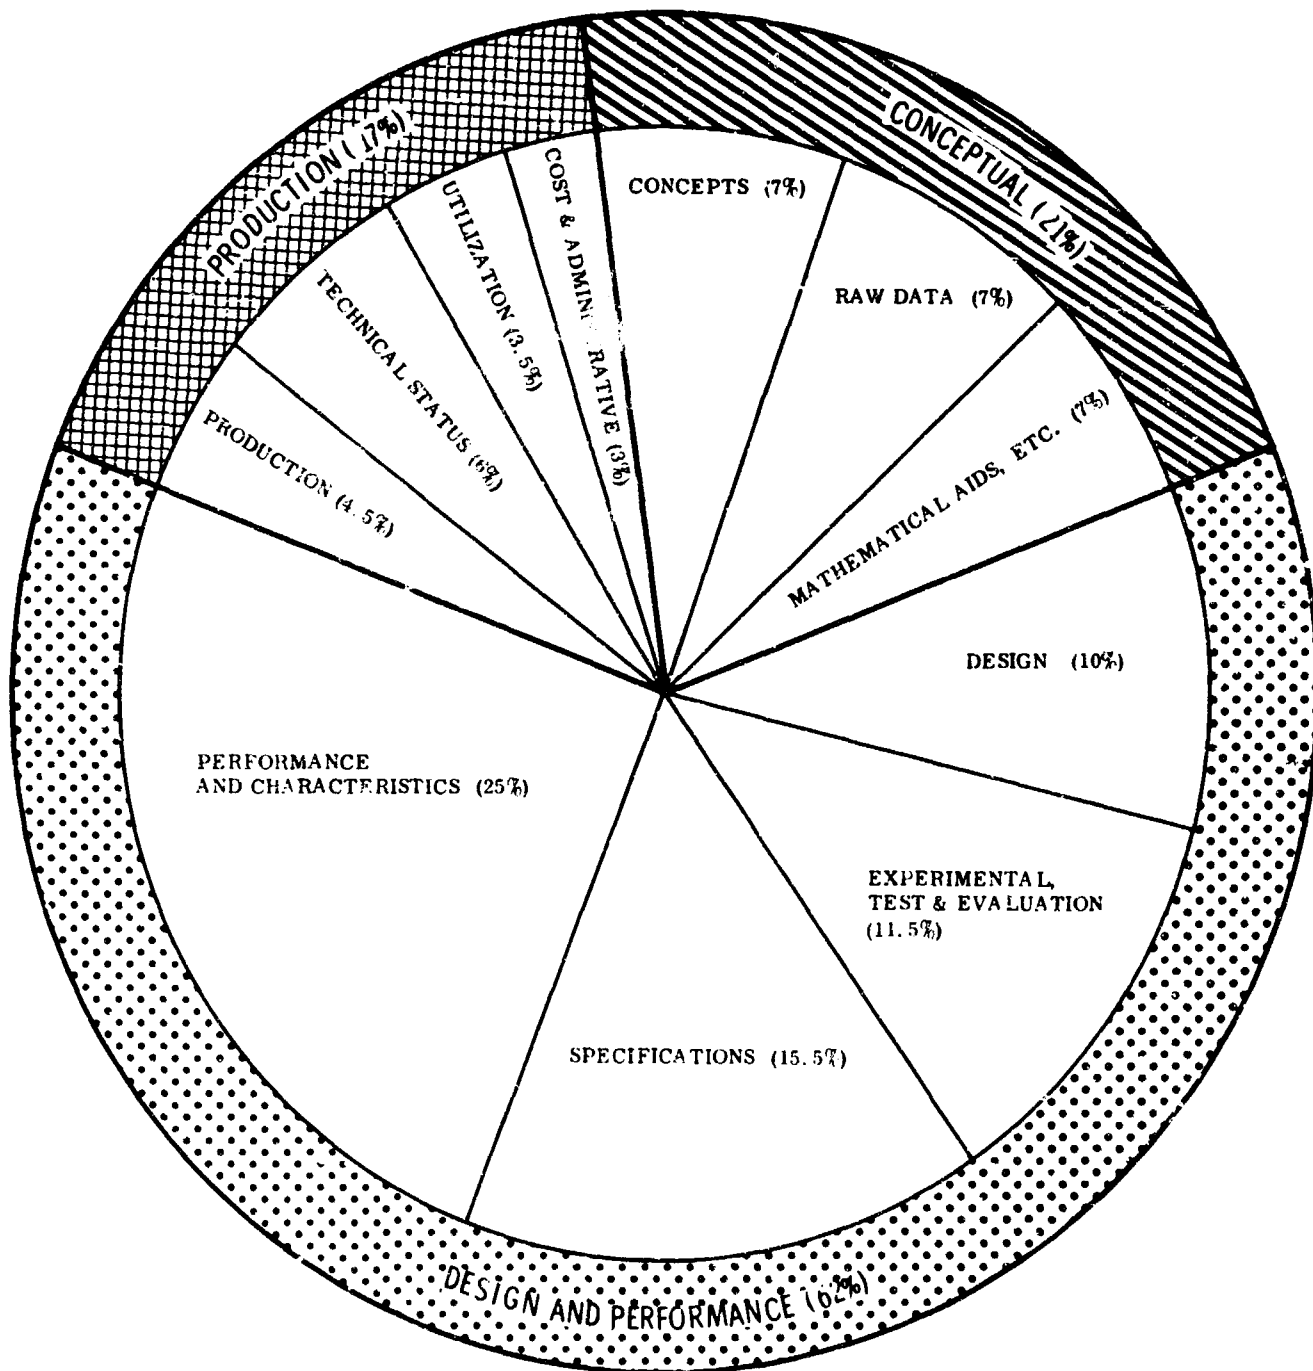 CONCEPTUAL (21%)
CONCEPTS (7%)
RAW DATA (7%)
MATHEMATICAL AIDS, ETC. (7%)
DESIGN AND PERFORMANCE (62%)
DESIGN (10%)
EXPERIMENTAL,
TEST & EVALUATION
(11.5%)
SPECIFICATIONS (15.5%)
PERFORMANCE
AND CHARACTERISTICS (25%)
PRODUCTION (17%)
PRODUCTION (4.5%)
TECHNICAL STATUS (6%)
UTILIZATION (3.5%)
COST & ADMINISTRATIVE (3%)